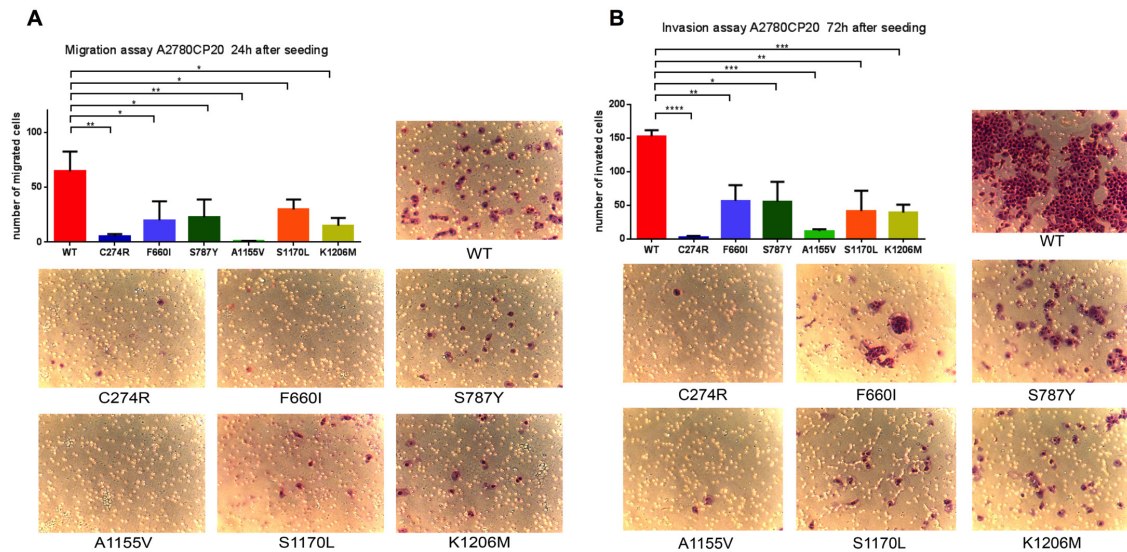 A
Migration assay A2780CP20 24h after seeding
*
*
**
*
*
**
number of migrated cells
100
50
0
WT C274R F660I S787Y A1155V S1170L K1206M
WT
C274R F660I S787Y
A1155V S1170L K1206M
B
Invasion assay A2780CP20 72h after seeding
***
**
***
*
**
****
number of invated cells
200
150
100
50
0
WT C274R F660I S787Y A1155V S1170L K1206M
WT
C274R F660I S787Y
A1155V S1170L K1206M